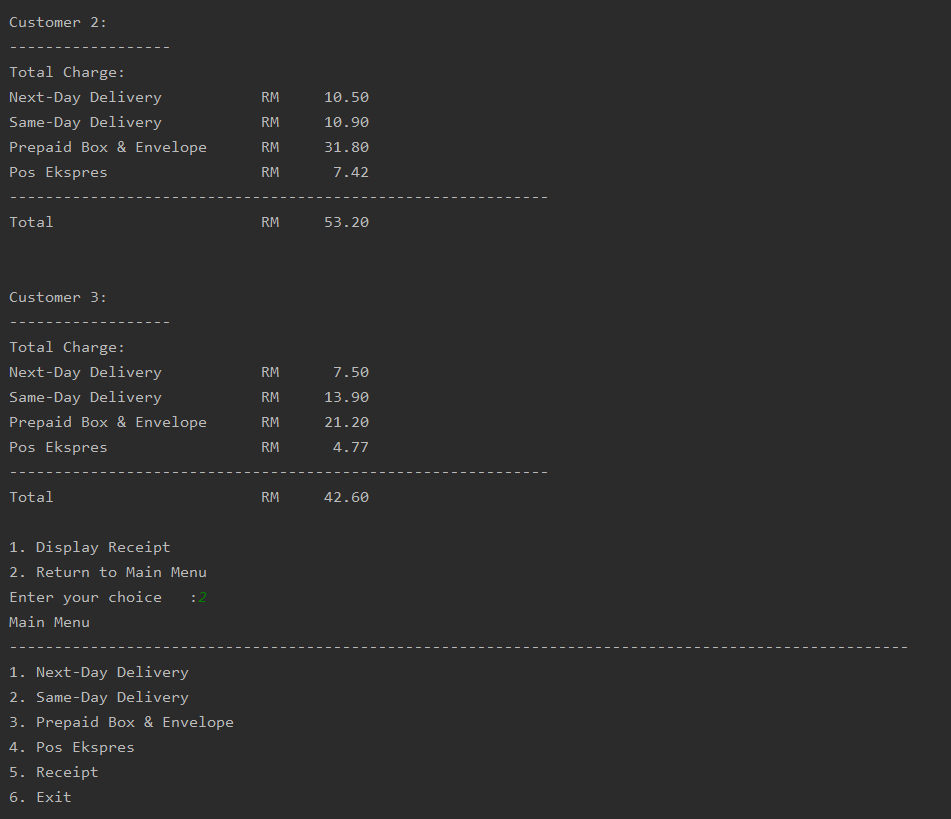 Customer 2:
------------------
Total Charge:
Next-Day Delivery           RM     10.50
Same-Day Delivery           RM     10.90
Prepaid Box & Envelope      RM     31.80
Pos Ekspres                 RM      7.42
------------------------------------------------------------
Total                       RM     53.20
Customer 3:
------------------
Total Charge:
Next-Day Delivery           RM      7.50
Same-Day Delivery           RM     13.90
Prepaid Box & Envelope      RM     21.20
Pos Ekspres                 RM      4.77
------------------------------------------------------------
Total                       RM     42.60
1. Display Receipt
2. Return to Main Menu
Enter your choice   :2
Main Menu
----------------------------------------------------------------------------------------------------
1. Next-Day Delivery
2. Same-Day Delivery
3. Prepaid Box & Envelope
4. Pos Ekspres
5. Receipt
6. Exit